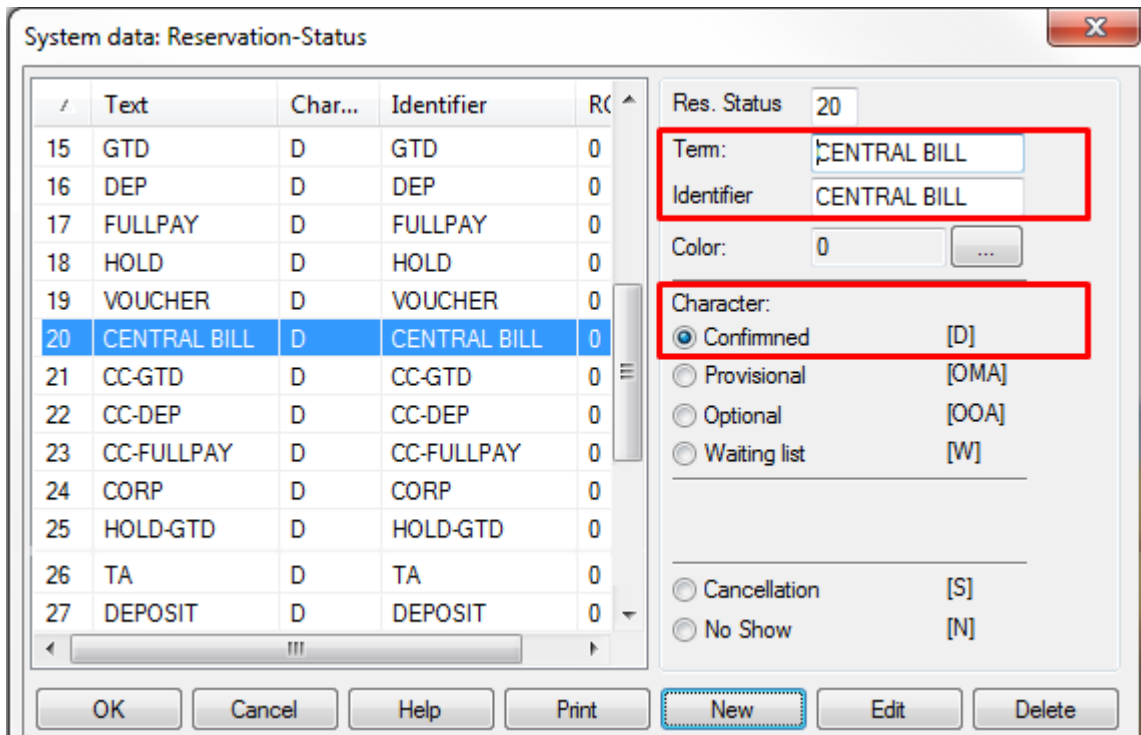 System data: Reservation-Status
/ Text Char... Identifier R(
15 GTD D GTD 0
16 DEP D DEP 0
17 FULLPAY D FULLPAY 0
18 HOLD D HOLD 0
19 VOUCHER D VOUCHER 0
20 CENTRAL BILL D CENTRAL BILL 0
21 CC-GTD D CC-GTD 0
22 CC-DEP D CC-DEP 0
23 CC-FULLPAY D CC-FULLPAY 0
24 CORP D CORP 0
25 HOLD-GTD D HOLD-GTD 0
26 TA D TA 0
27 DEPOSIT D DEPOSIT 0
Res. Status 20
Term: CENTRAL BILL
Identifier CENTRAL BILL
Color: 0 ...
Character:
Confirmned [D]
Provisional [OMA]
Optional [OOA]
Waiting list [W]
Cancellation [S]
No Show [N]
OK Cancel Help Print New Edit Delete